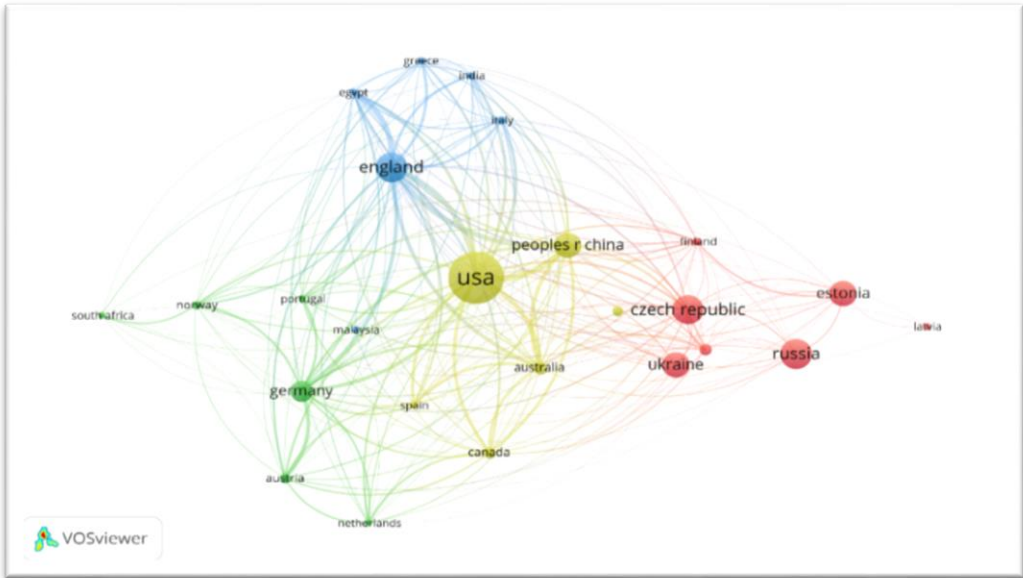 greece
india
egypt
italy
england
peoples r china
finland
usa
estonia
norway
portugal
czech republic
south africa
latvia
malaysia
russia
ukraine
australia
germany
spain
canada
austria
netherlands
VOSviewer